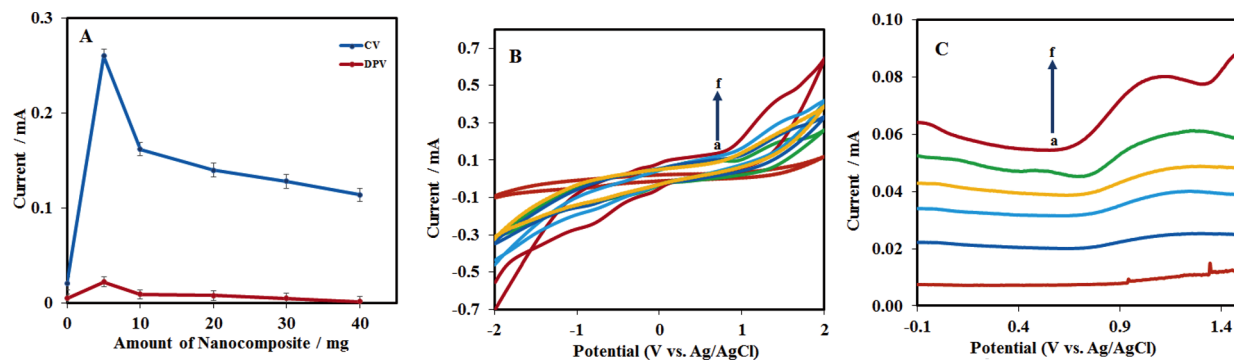 A
CV
DPV
0.3
0.2
0.1
0
0 10 20 30 40
Current / mA
Amount of Nanocomposite / mg
B
f
a
0.7
0.5
0.3
0.1
-0.1
-0.3
-0.5
-0.7
-2 -1 0 1 2
Current / mA
Potential (V vs. Ag/AgCl)
C
f
a
0.10
0.08
0.06
0.04
0.02
0.00
-0.1 0.4 0.9 1.4
Current / mA
Potential (V vs. Ag/AgCl)